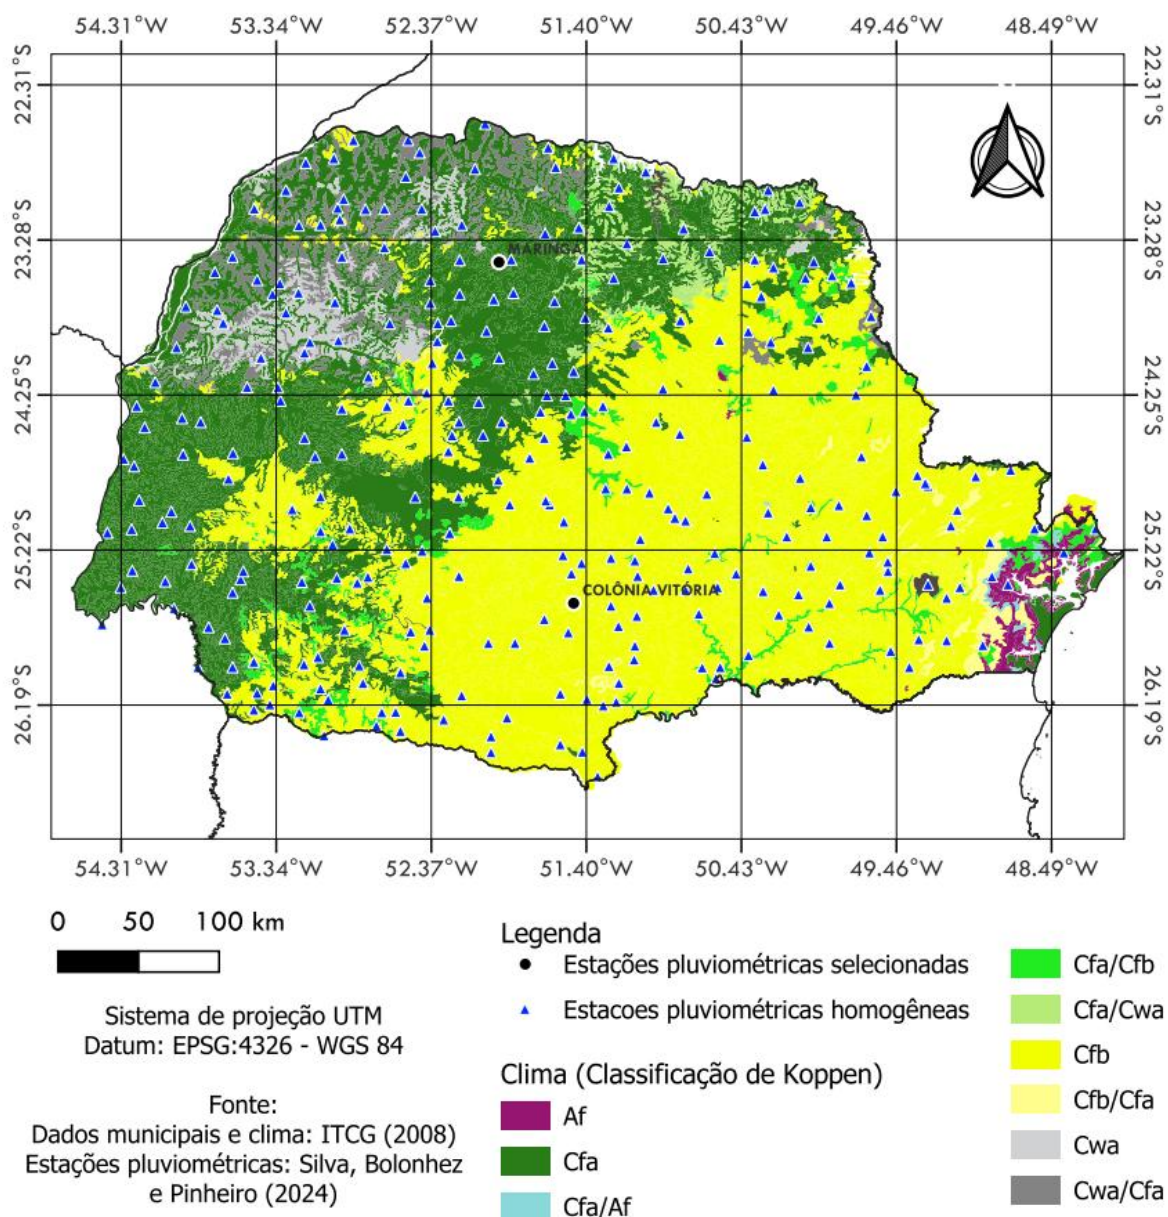 54.31°W 53.34°W 52.37°W 51.40°W 50.43°W 49.46°W 48.49°W
22.31°S 22.31°S
23.28°S 23.28°S
MARINGÁ
24.25°S 24.25°S
25.22°S 25.22°S
COLÔNIA VITÓRIA
26.19°S 26.19°S
54.31°W 53.34°W 52.37°W 51.40°W 50.43°W 49.46°W 48.49°W
0 50 100 km
Sistema de projeção UTM
Datum: EPSG:4326 - WGS 84
Fonte:
Dados municipais e clima: ITCG (2008)
Estações pluviométricas: Silva, Bolonhez
e Pinheiro (2024)
Legenda
Estações pluviométricas selecionadas
Estacoes pluviométricas homogêneas
Clima (Classificação de Koppen)
Af
Cfa
Cfa/Af
Cfa/Cfb
Cfa/Cwa
Cfb
Cfb/Cfa
Cwa
Cwa/Cfa